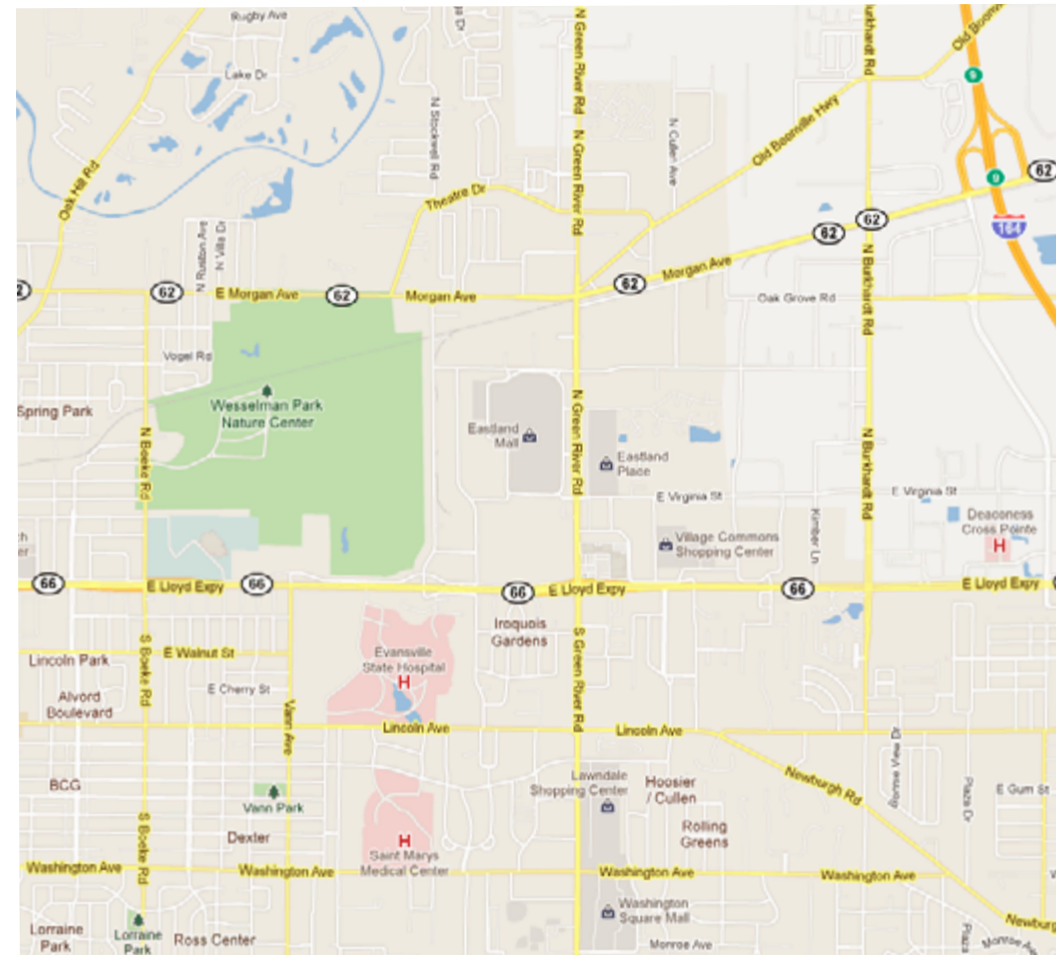 Rugby Ave
N Green River Rd
Old Boonville Hwy
Lake Dr
9
N Stockwell Rd
N Cullen Ave
N Green River Rd
Old Boonville Hwy
Oak Hill Rd
Theatre Dr
9
62
62
62
164
N Ruston Ave
N Villa Dr
N Burkhardt Rd
62
E Morgan Ave
62
Morgan Ave
62
Morgan Ave
Oak Grove Rd
Vogel Rd
Spring Park
Wesselman Park
Nature Center
Eastland
Mall
N Green River Rd
Eastland
Place
N Boeke Rd
N Burkhardt Rd
E Virginia St
E Virginia St
Kimber Ln
Village Commons
Shopping Center
Deaconess
Cross Pointe
H
66
E Lloyd Expy
66
66
E Lloyd Expy
66
E Lloyd Expy
Iroquois
Gardens
Evansville
State Hospital
H
S Boeke Rd
E Walnut St
Lincoln Park
E Cherry St
Alvord
Boulevard
Vann Ave
S Green River Rd
Lincoln Ave
Lincoln Ave
Newburgh Rd
Bonnie View Dr
BCG
Vann Park
Dexter
Lawndale
Shopping Center
Hoosier
/ Cullen
Rolling
Greens
Plaza Dr
E Gum St
S Boeke Rd
H
Saint Marys
Medical Center
Washington Ave
Washington Ave
Washington Ave
Washington Ave
Washington
Square Mall
Lorraine
Park
Lorraine
Park
Ross Center
Monroe Ave
Plaza
Monroe Ave